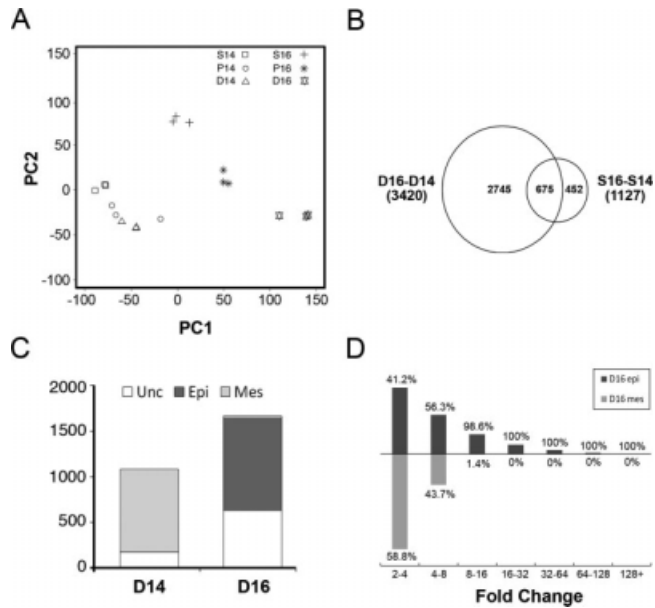 A
150
100
50
0
-50
-100
-100 -50 0 50 100 150
PC2
PC1
S14 S16
P14 P16
D14 D16
B
D16-D14
(3420)
2745
675
452
S16-S14
(1127)
C
Unc Epi Mes
2000
1500
1000
500
0
D14 D16
D
D16 epi
D16 mes
41.2%
56.3%
98.6%
100% 100% 100% 100%
1.4% 0% 0% 0% 0%
43.7%
58.8%
2-4 4-8 8-16 16-32 32-64 64-128 128+
Fold Change